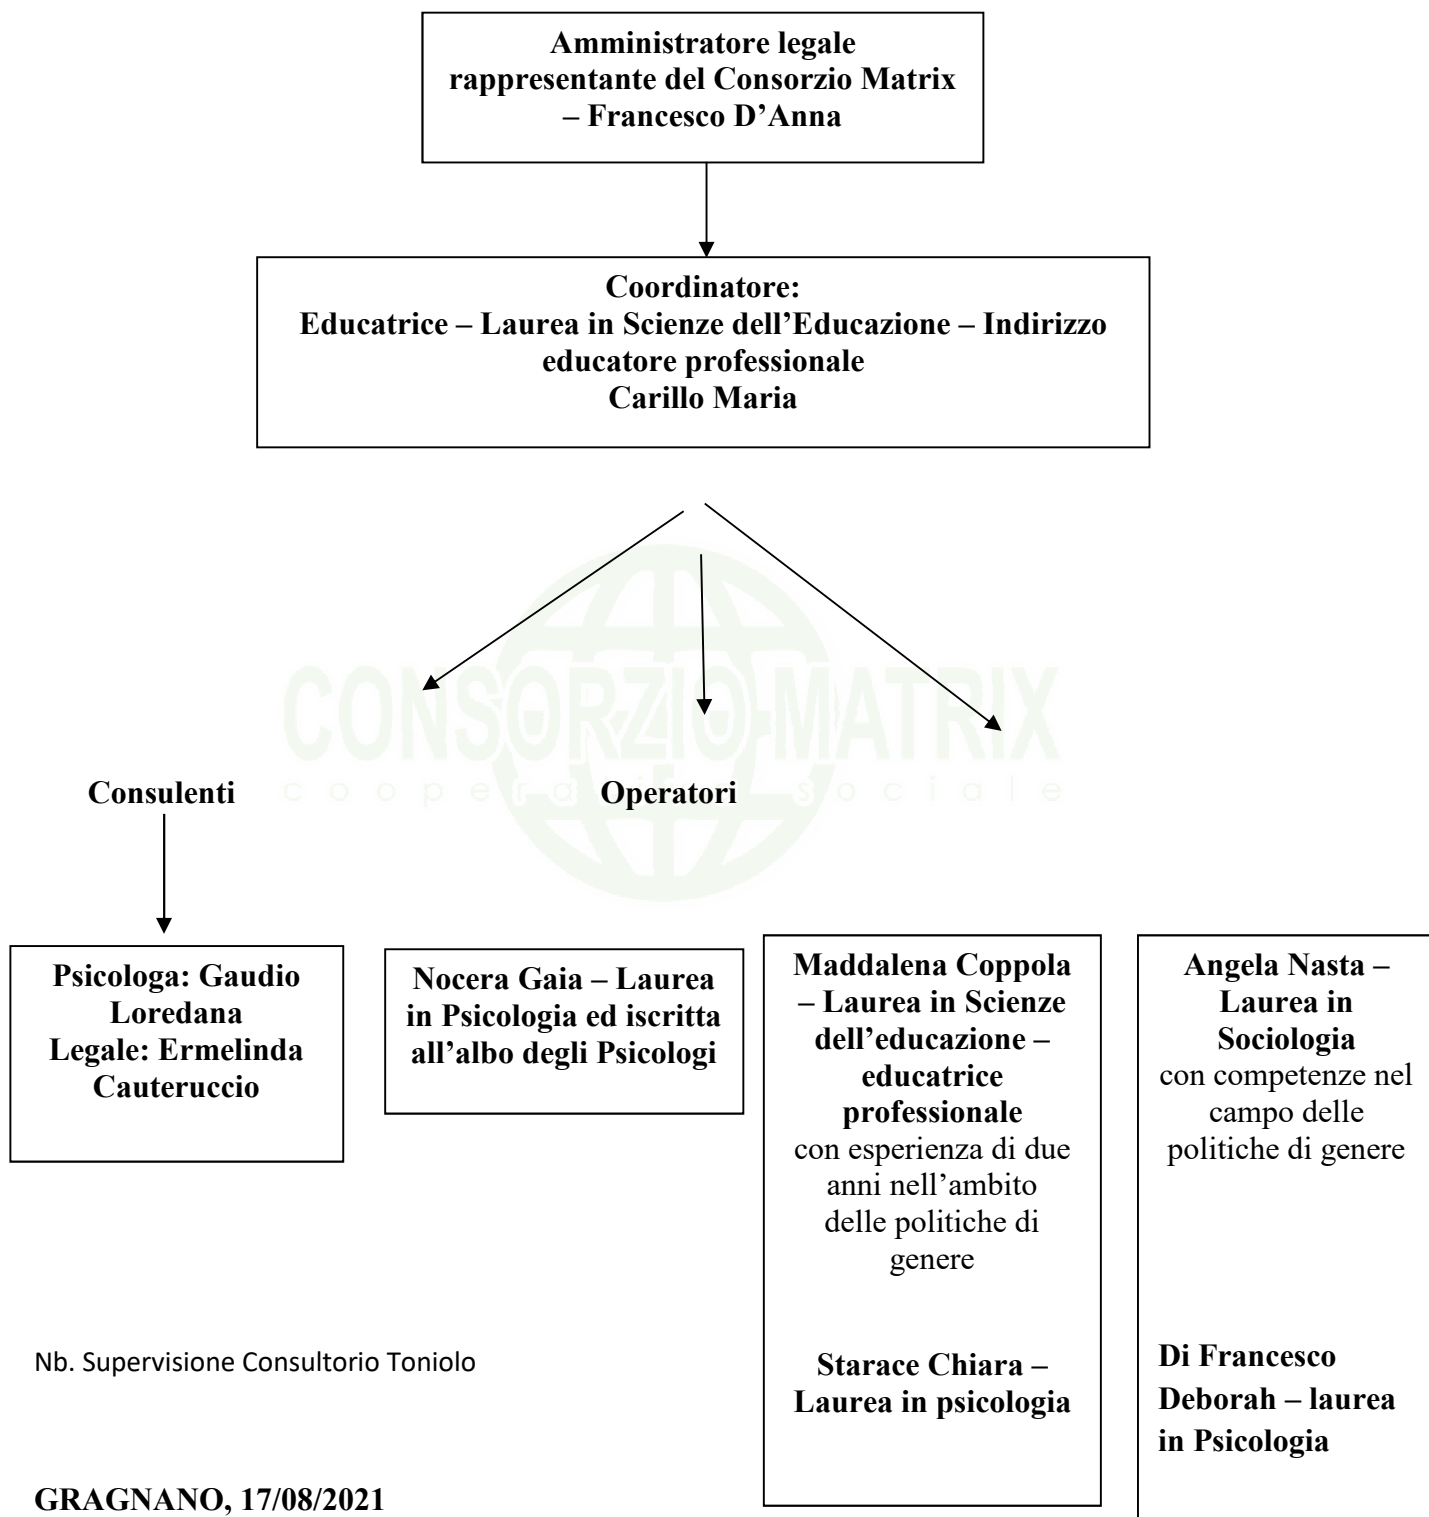 Amministratore legale
rappresentante del Consorzio Matrix
– Francesco D’Anna
Coordinatore:
Educatrice – Laurea in Scienze dell’Educazione – Indirizzo
educatore professionale
Carillo Maria
CONSORZIO MATRIX
cooperativa sociale
Consulenti
Operatori
Psicologa: Gaudio
Loredana
Legale: Ermelinda
Cauteruccio
Nocera Gaia – Laurea
in Psicologia ed iscritta
all’albo degli Psicologi
Maddalena Coppola
– Laurea in Scienze
dell’educazione –
educatrice
professionale
con esperienza di due
anni nell’ambito
delle politiche di
genere
Starace Chiara –
Laurea in psicologia
Angela Nasta –
Laurea in
Sociologia
con competenze nel
campo delle
politiche di genere
Di Francesco
Deborah – laurea
in Psicologia
Nb. Supervisione Consultorio Toniolo
GRAGNANO, 17/08/2021